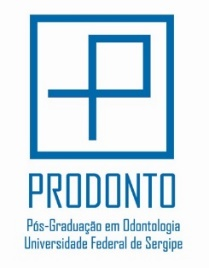 PRODONTO
Pós-Graduação em Odontologia
Universidade Federal de Sergipe